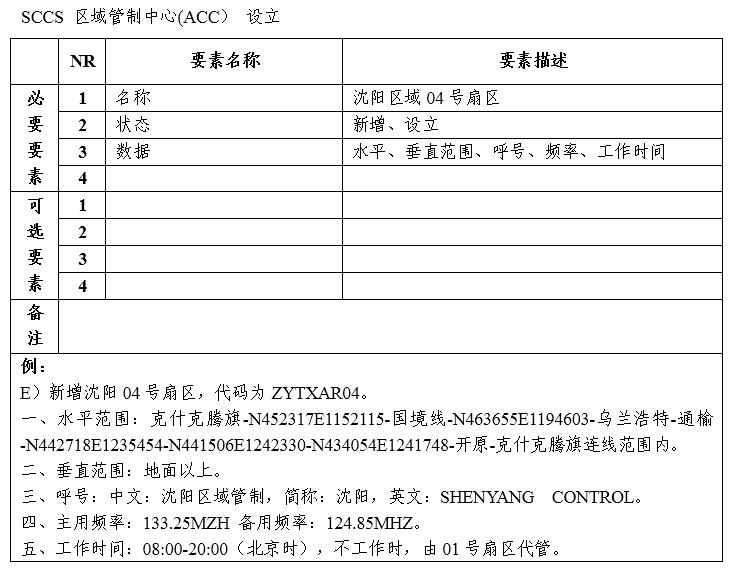 SCCS 区域管制中心(ACC） 设立
NR 要素名称 要素描述
必要要素
1 名称 沈阳区域 04 号扇区
2 状态 新增、设立
3 数据 水平、垂直范围、呼号、频率、工作时间
4
可选要素
1
2
3
4
备注
例：
E）新增沈阳 04 号扇区，代码为 ZYTXAR04。
一、水平范围：克什克腾旗-N452317E1152115-国境线-N463655E1194603-乌兰浩特-通榆
-N442718E1235454-N441506E1242330-N434054E1241748-开原-克什克腾旗连线范围内。
二、垂直范围：地面以上。
三、呼号：中文：沈阳区域管制，简称：沈阳，英文：SHENYANG CONTROL。
四、主用频率：133.25MZH 备用频率：124.85MHZ。
五、工作时间：08:00-20:00（北京时），不工作时，由 01 号扇区代管。